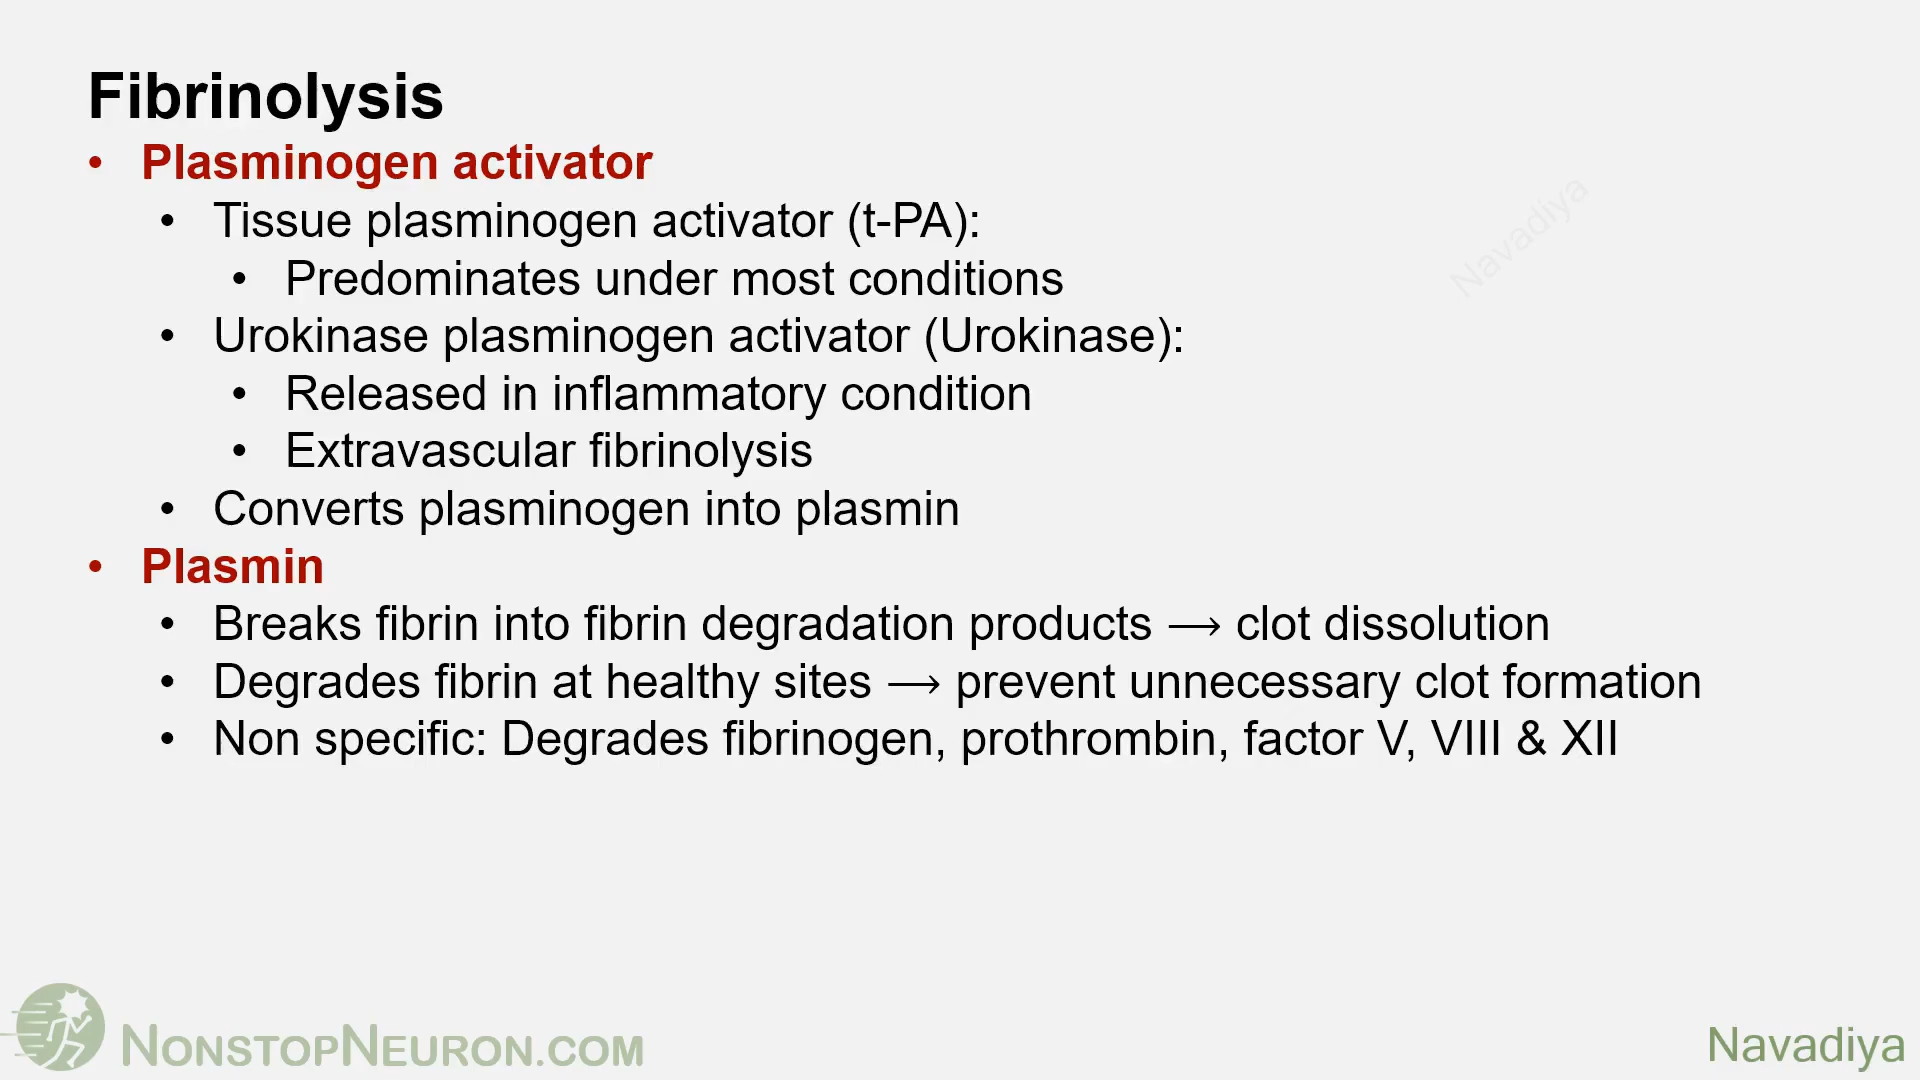 Fibrinolysis
• Plasminogen activator
• Tissue plasminogen activator (t-PA):
• Predominates under most conditions
• Urokinase plasminogen activator (Urokinase):
• Released in inflammatory condition
• Extravascular fibrinolysis
• Converts plasminogen into plasmin
• Plasmin
• Breaks fibrin into fibrin degradation products ⟶ clot dissolution
• Degrades fibrin at healthy sites ⟶ prevent unnecessary clot formation
• Non specific: Degrades fibrinogen, prothrombin, factor V, VIII & XII
Navadiya
NONSTOPNEURON.COM
Navadiya